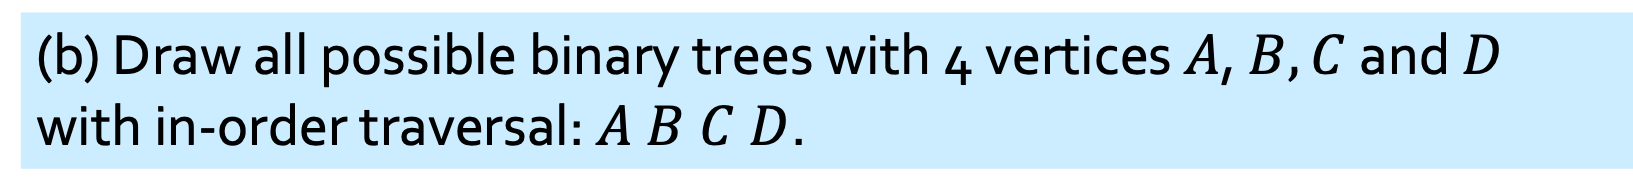 (b) Draw all possible binary trees with 4 vertices A, B, C and D
with in-order traversal: A B C D.